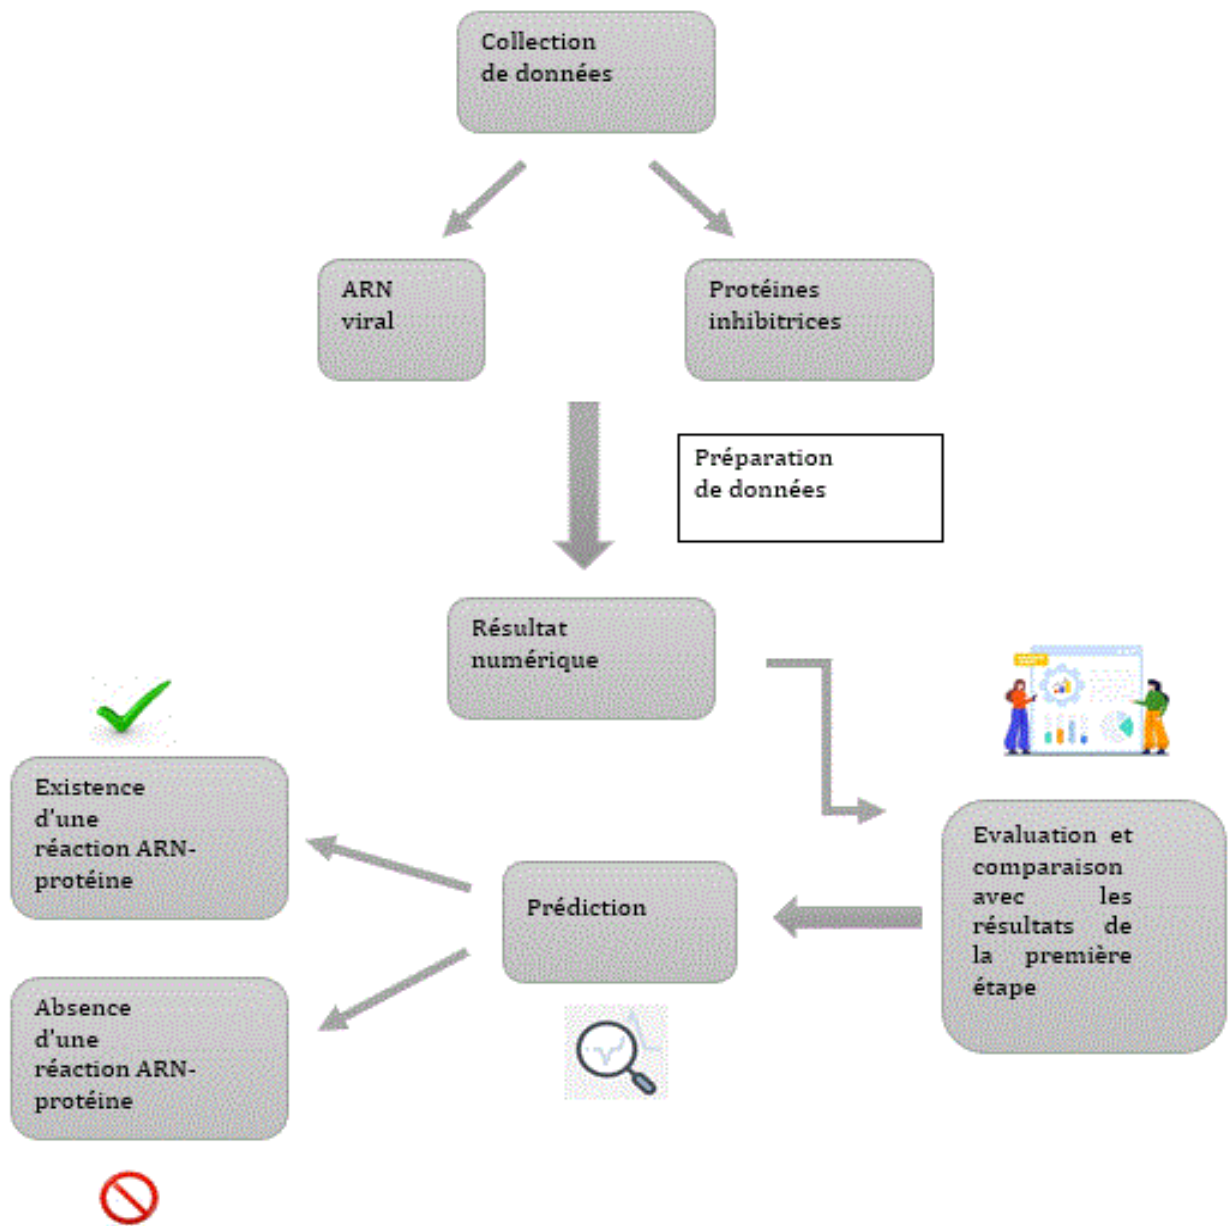 Collection
de données
ARN
viral
Protéines
inhibitrices
Préparation
de données
Résultat
numérique
Existence
d'une
réaction ARN-
protéine
Evaluation et
comparaison
avec les
résultats de
la première
étape
Prédiction
Absence
d'une
réaction ARN-
protéine